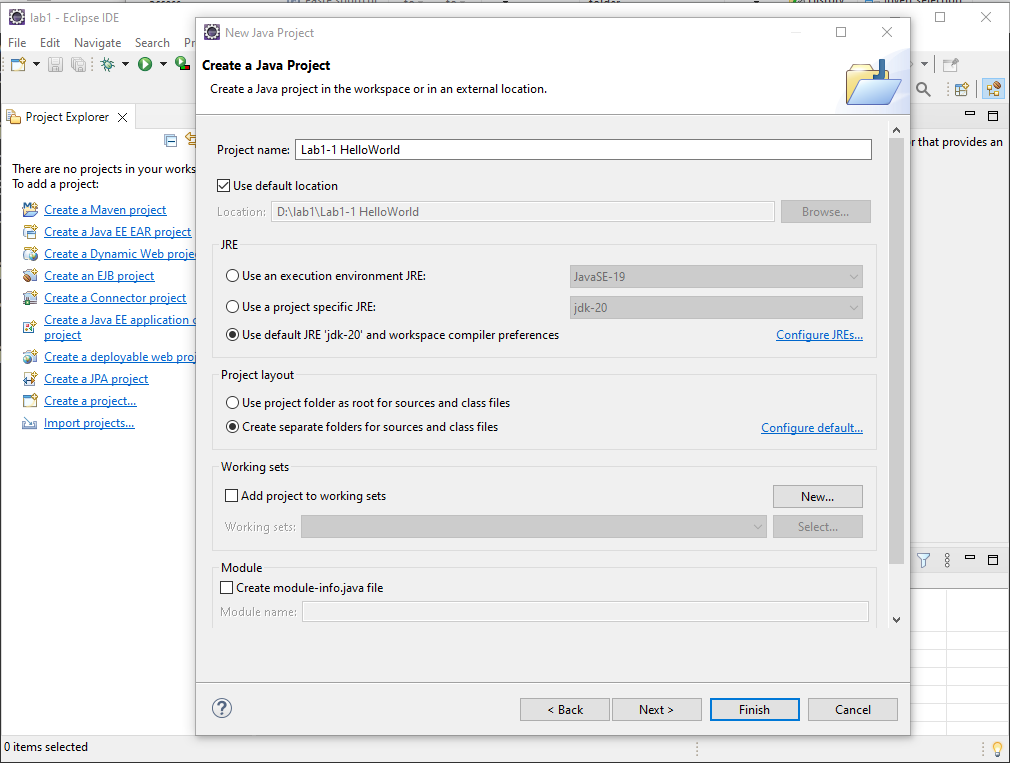 lab1 - Eclipse IDE
File Edit Navigate Search
Project Explorer
There are no projects in your
To add a project:
Create a Maven project
Create a Java EE EAR project
Create a Dynamic Web
Create an EJB project
Create a Connector project
Create a Java EE application
project
Create a deployable web
Create a JPA project
Create a project...
Import projects...
0 items selected
New Java Project
Create a Java Project
Create a Java project in the workspace or in an external location.
Project name: Lab1-1 HelloWorld
Use default location
Location: D:\lab1\Lab1-1 HelloWorld
Browse...
JRE
Use an execution environment JRE: JavaSE-19
Use a project specific JRE: jdk-20
Use default JRE 'jdk-20' and workspace compiler preferences Configure JREs...
Project layout
Use project folder as root for sources and class files
Create separate folders for sources and class files Configure default...
Working sets
Add project to working sets New...
Working sets: Select...
Module
Create module-info.java file
Module name:
? < Back Next > Finish Cancel
that provides an